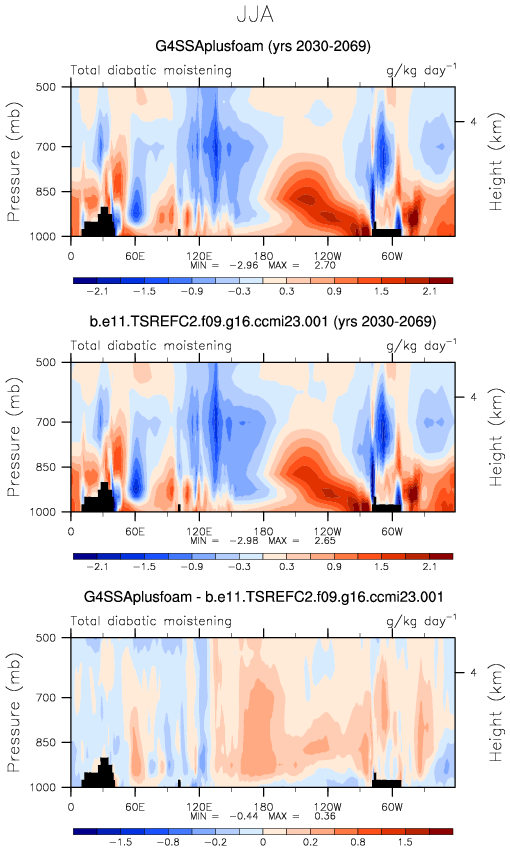 JJA
G4SSAplusfoam (yrs 2030-2069)
Total diabatic moistening g/kg day⁻¹
500
700
850
1000
Pressure (mb)
4
Height (km)
0 60E 120E 180 120W 60W
MIN = -2.96 MAX = 2.70
-2.1 -1.5 -0.9 -0.3 0.3 0.9 1.5 2.1
b.e11.TSREFC2.f09.g16.ccmi23.001 (yrs 2030-2069)
Total diabatic moistening g/kg day⁻¹
500
700
850
1000
Pressure (mb)
4
Height (km)
0 60E 120E 180 120W 60W
MIN = -2.98 MAX = 2.65
-2.1 -1.5 -0.9 -0.3 0.3 0.9 1.5 2.1
G4SSAplusfoam - b.e11.TSREFC2.f09.g16.ccmi23.001
Total diabatic moistening g/kg day⁻¹
500
700
850
1000
Pressure (mb)
4
Height (km)
0 60E 120E 180 120W 60W
MIN = -0.44 MAX = 0.36
-1.5 -0.8 -0.2 0 0.2 0.8 1.5